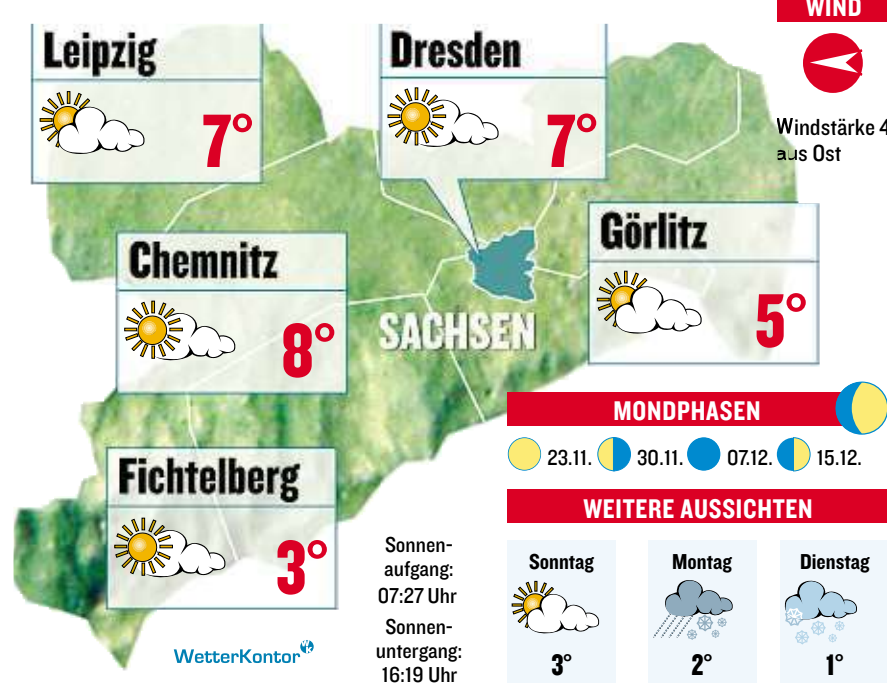 WIND
Windstärke 4
aus Ost
Leipzig
7°
Dresden
7°
Chemnitz
8°
Görlitz
5°
SACHSEN
Fichtelberg
3°
MONDPHASEN
23.11. 30.11. 07.12. 15.12.
WEITERE AUSSICHTEN
Sonntag
3°
Montag
2°
Dienstag
1°
Sonnen-
aufgang:
07:27 Uhr
Sonnen-
untergang:
16:19 Uhr
WetterKontor